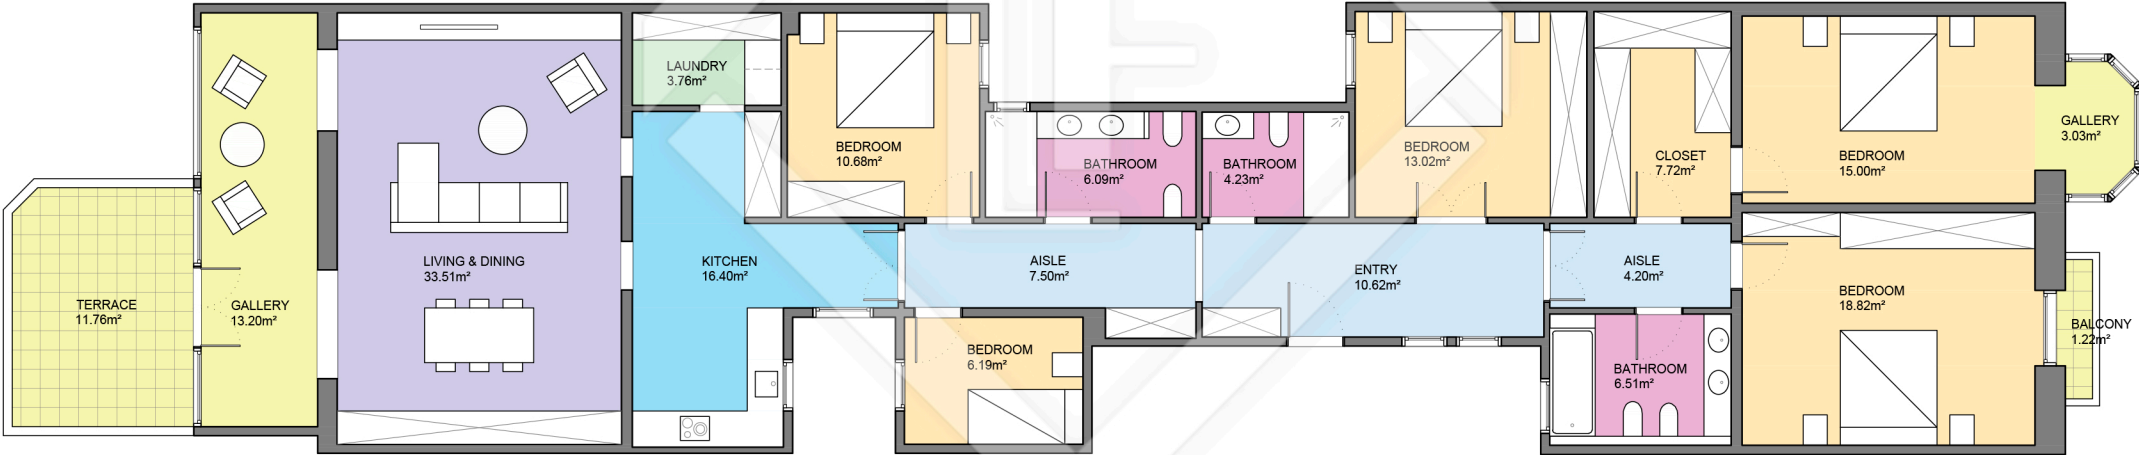 TERRACE
11.76m²
GALLERY
13.20m²
LIVING & DINING
33.51m²
LAUNDRY
3.76m²
KITCHEN
16.40m²
BEDROOM
10.68m²
BATHROOM
6.09m²
AISLE
7.50m²
BEDROOM
6.19m²
BATHROOM
4.23m²
BEDROOM
13.02m²
ENTRY
10.62m²
CLOSET
7.72m²
AISLE
4.20m²
BATHROOM
6.51m²
BEDROOM
15.00m²
GALLERY
3.03m²
BEDROOM
18.82m²
BALCONY
1.22m²